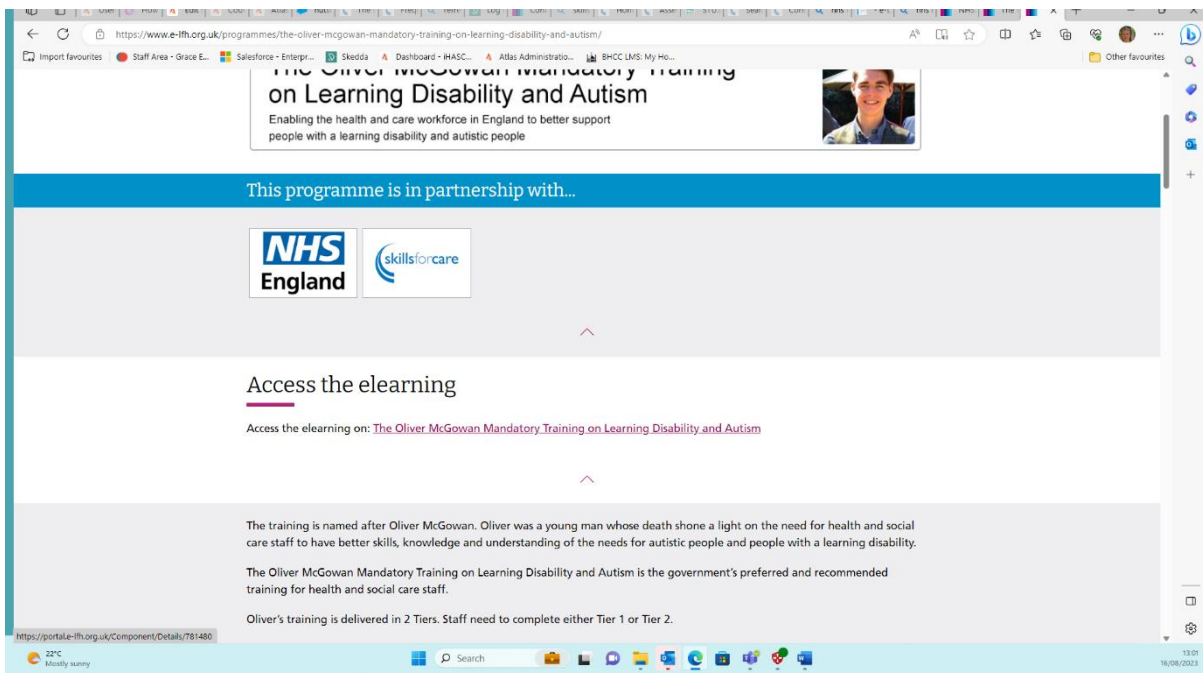 https://www.e-lfh.org.uk/programmes/the-oliver-mcgowan-mandatory-training-on-learning-disability-and-autism/
Import favourites Staff Area - Grace E... Salesforce - Enterpr... Skedda Dashboard - iHASC... Atlas Administratio... BHCC LMS: My Ho... Other favourites
The Oliver McGowan Mandatory Training
on Learning Disability and Autism
Enabling the health and care workforce in England to better support
people with a learning disability and autistic people
This programme is in partnership with...
NHS
England
skillsforcare
Access the elearning
Access the elearning on: The Oliver McGowan Mandatory Training on Learning Disability and Autism
The training is named after Oliver McGowan. Oliver was a young man whose death shone a light on the need for health and social
care staff to have better skills, knowledge and understanding of the needs for autistic people and people with a learning disability.
The Oliver McGowan Mandatory Training on Learning Disability and Autism is the government's preferred and recommended
training for health and social care staff.
Oliver's training is delivered in 2 Tiers. Staff need to complete either Tier 1 or Tier 2.
https://portal.e-lfh.org.uk/Component/Details/781480
22°C
Mostly sunny
Search
13:01
16/08/2023